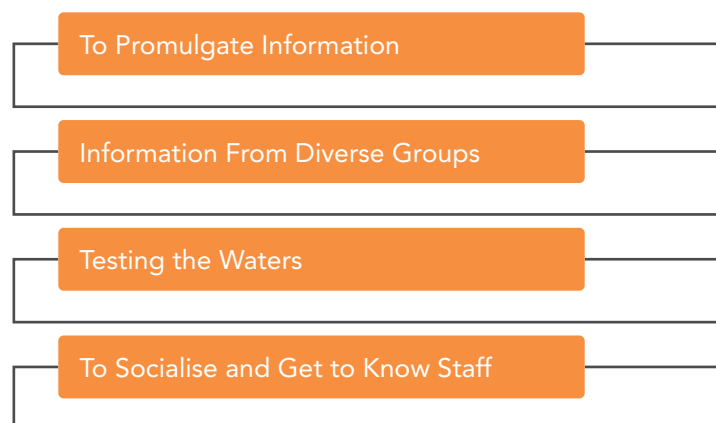 To Promulgate Information
Information From Diverse Groups
Testing the Waters
To Socialise and Get to Know Staff